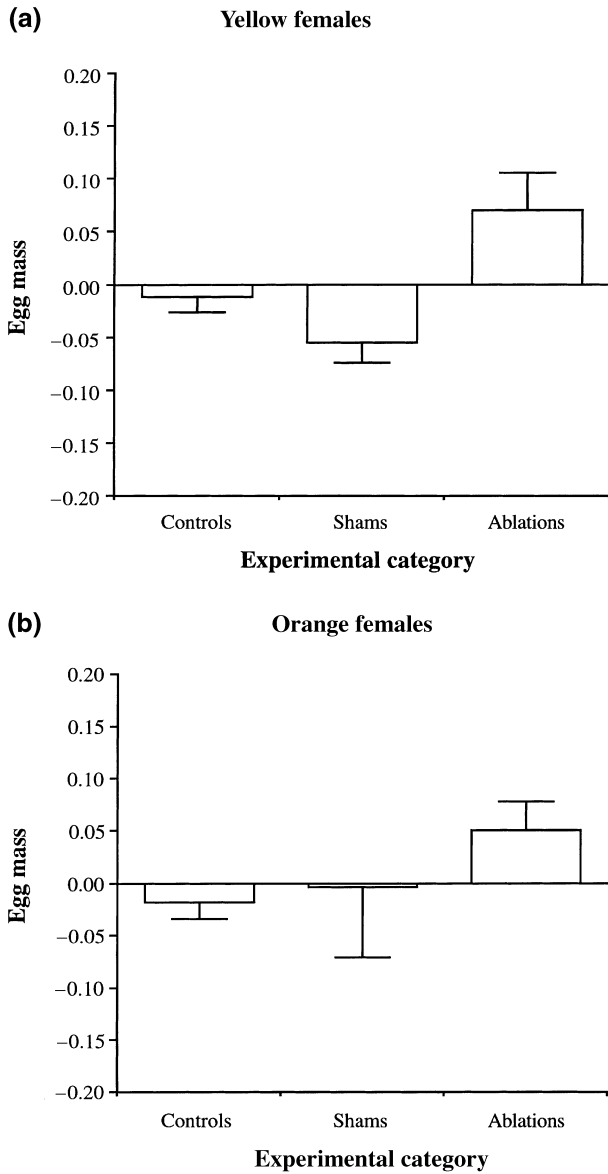 (a)
Yellow females
0.20
0.15
0.10
0.05
0.00
−0.05
−0.10
−0.15
−0.20
Egg mass
Controls Shams Ablations
Experimental category
(b)
Orange females
0.20
0.15
0.10
0.05
0.00
−0.05
−0.10
−0.15
−0.20
Egg mass
Controls Shams Ablations
Experimental category